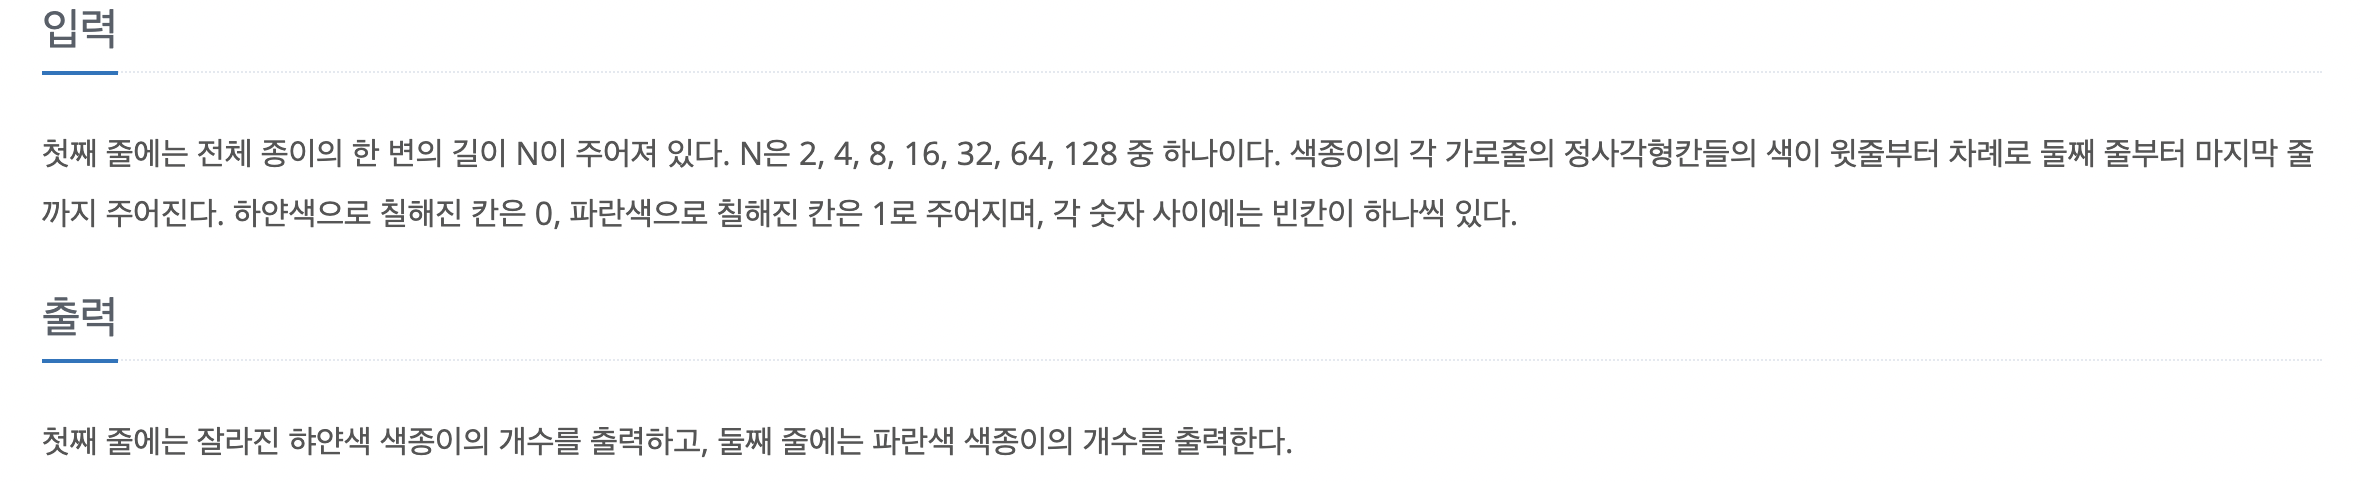 입력
첫째 줄에는 전체 종이의 한 변의 길이 N이 주어져 있다. N은 2, 4, 8, 16, 32, 64, 128 중 하나이다. 색종이의 각 가로줄의 정사각형칸들의 색이 윗줄부터 차례로 둘째 줄부터 마지막 줄
까지 주어진다. 하얀색으로 칠해진 칸은 0, 파란색으로 칠해진 칸은 1로 주어지며, 각 숫자 사이에는 빈칸이 하나씩 있다.
출력
첫째 줄에는 잘라진 햐얀색 색종이의 개수를 출력하고, 둘째 줄에는 파란색 색종이의 개수를 출력한다.